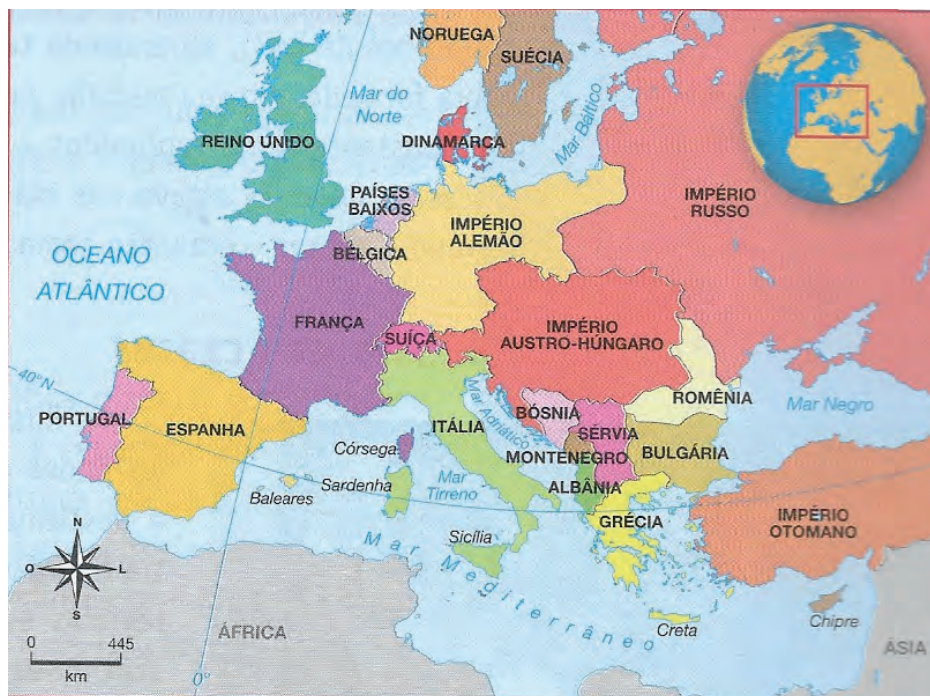 NORUEGA
SUÉCIA
Mar do
Norte
Mar Báltico
REINO UNIDO
DINAMARCA
PAÍSES
BAIXOS
IMPÉRIO
RUSSO
IMPÉRIO
ALEMÃO
BÉLGICA
OCEANO
ATLÂNTICO
FRANÇA
SUÍÇA
IMPÉRIO
AUSTRO-HÚNGARO
40°N
ROMÊNIA
Mar Negro
PORTUGAL
ESPANHA
ITÁLIA
Mar Adriático
BÓSNIA
SÉRVIA
Córsega
MONTENEGRO
BULGÁRIA
Baleares
Sardenha
Mar
Tirreno
ALBÂNIA
GRÉCIA
IMPÉRIO
OTOMANO
Sicília
N
O
L
S
Mar Mediterrâneo
Creta
Chipre
ÁFRICA
ÁSIA
0
445
km
0°